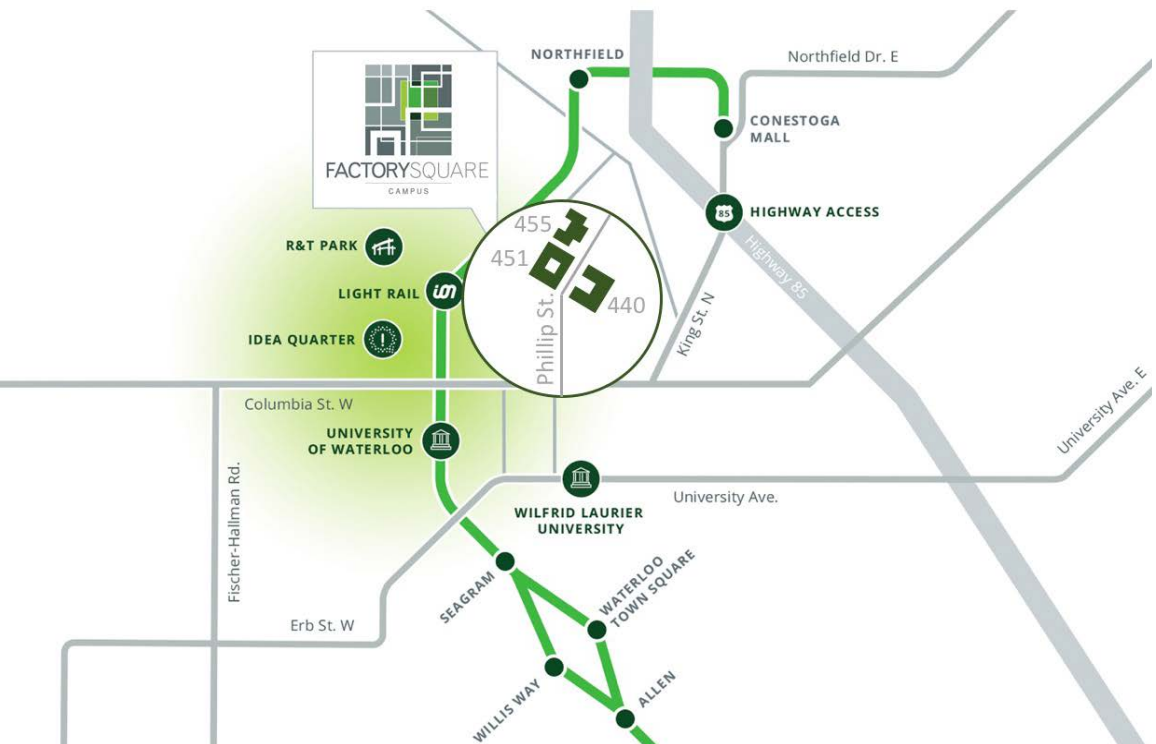 NORTHFIELD
Northfield Dr. E
CONESTOGA
MALL
FACTORYSQUARE
CAMPUS
85
HIGHWAY ACCESS
455
451
440
Phillip St.
R&T PARK
LIGHT RAIL
ion
IDEA QUARTER
!
Highway 85
King St. N
Columbia St. W
UNIVERSITY
OF WATERLOO
University Ave. E
University Ave.
WILFRID LAURIER
UNIVERSITY
Fischer-Hallman Rd.
SEAGRAM
WATERLOO
TOWN SQUARE
Erb St. W
WILLIS WAY
ALLEN